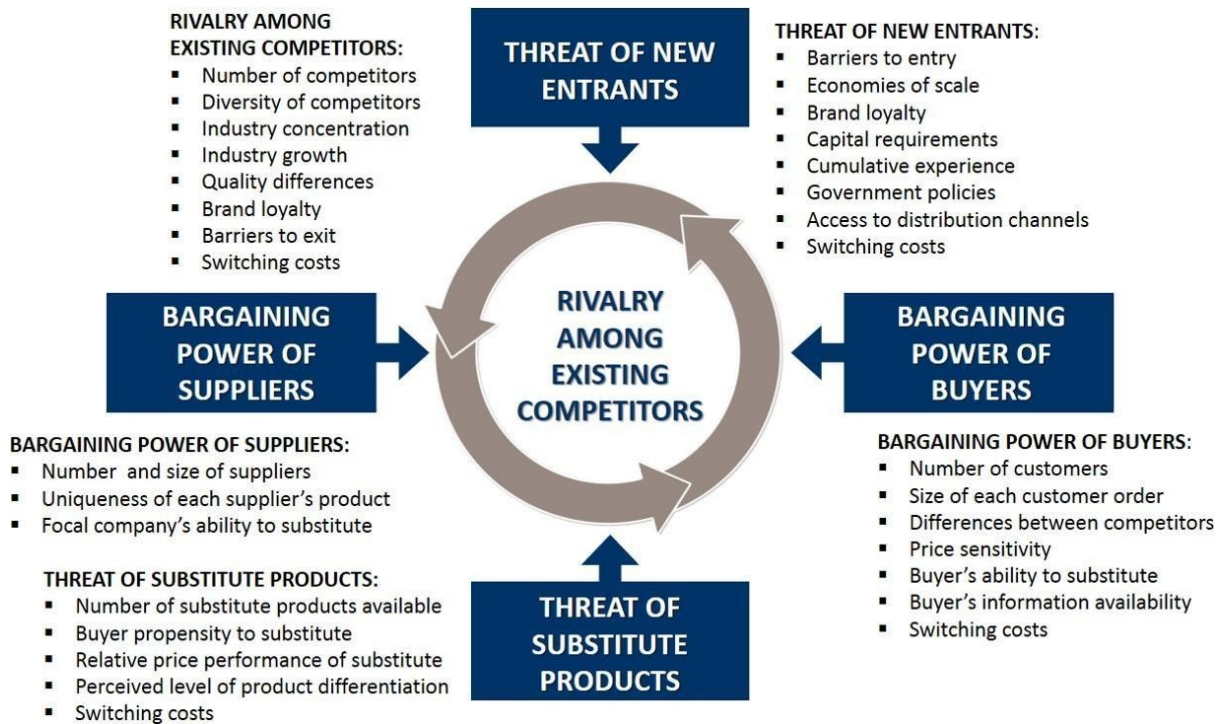 RIVALRY AMONG
EXISTING COMPETITORS:
▪ Number of competitors
▪ Diversity of competitors
▪ Industry concentration
▪ Industry growth
▪ Quality differences
▪ Brand loyalty
▪ Barriers to exit
▪ Switching costs
THREAT OF NEW
ENTRANTS
THREAT OF NEW ENTRANTS:
▪ Barriers to entry
▪ Economies of scale
▪ Brand loyalty
▪ Capital requirements
▪ Cumulative experience
▪ Government policies
▪ Access to distribution channels
▪ Switching costs
BARGAINING
POWER OF
SUPPLIERS
RIVALRY
AMONG
EXISTING
COMPETITORS
BARGAINING
POWER OF
BUYERS
BARGAINING POWER OF SUPPLIERS:
▪ Number and size of suppliers
▪ Uniqueness of each supplier’s product
▪ Focal company’s ability to substitute
BARGAINING POWER OF BUYERS:
▪ Number of customers
▪ Size of each customer order
▪ Differences between competitors
▪ Price sensitivity
▪ Buyer’s ability to substitute
▪ Buyer’s information availability
▪ Switching costs
THREAT OF SUBSTITUTE PRODUCTS:
▪ Number of substitute products available
▪ Buyer propensity to substitute
▪ Relative price performance of substitute
▪ Perceived level of product differentiation
▪ Switching costs
THREAT OF
SUBSTITUTE
PRODUCTS